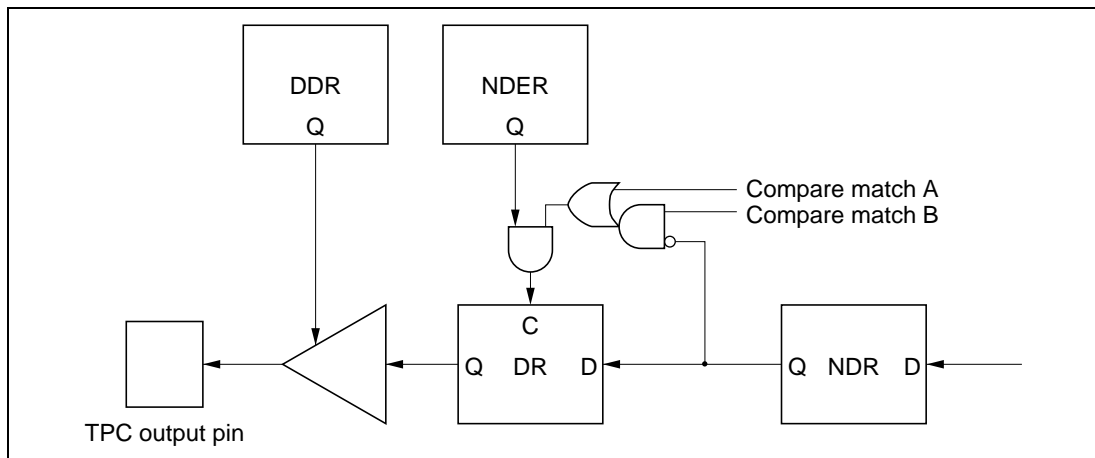 DDR
Q
NDER
Q
Compare match A
Compare match B
C
Q DR D
Q NDR D
TPC output pin